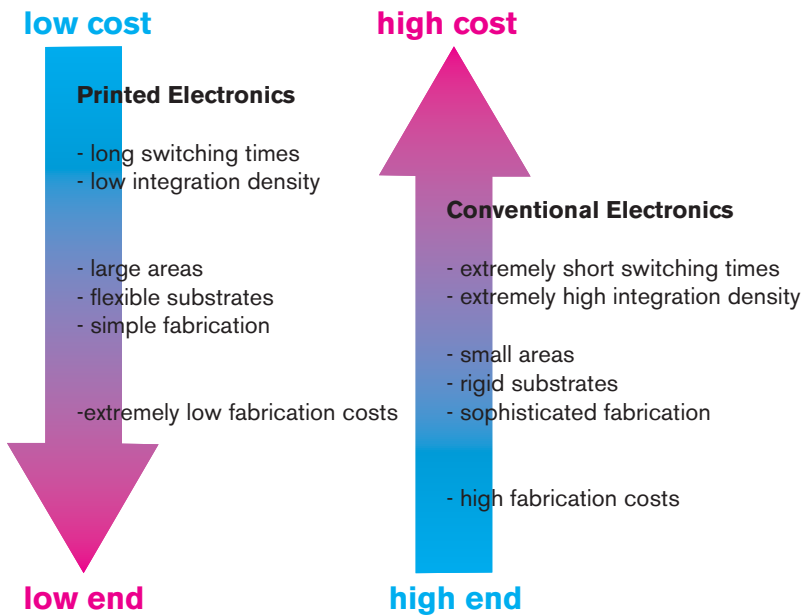 low cost
Printed Electronics
- long switching times
- low integration density
- large areas
- flexible substrates
- simple fabrication
-extremely low fabrication costs
low end
high cost
Conventional Electronics
- extremely short switching times
- extremely high integration density
- small areas
- rigid substrates
- sophisticated fabrication
- high fabrication costs
high end